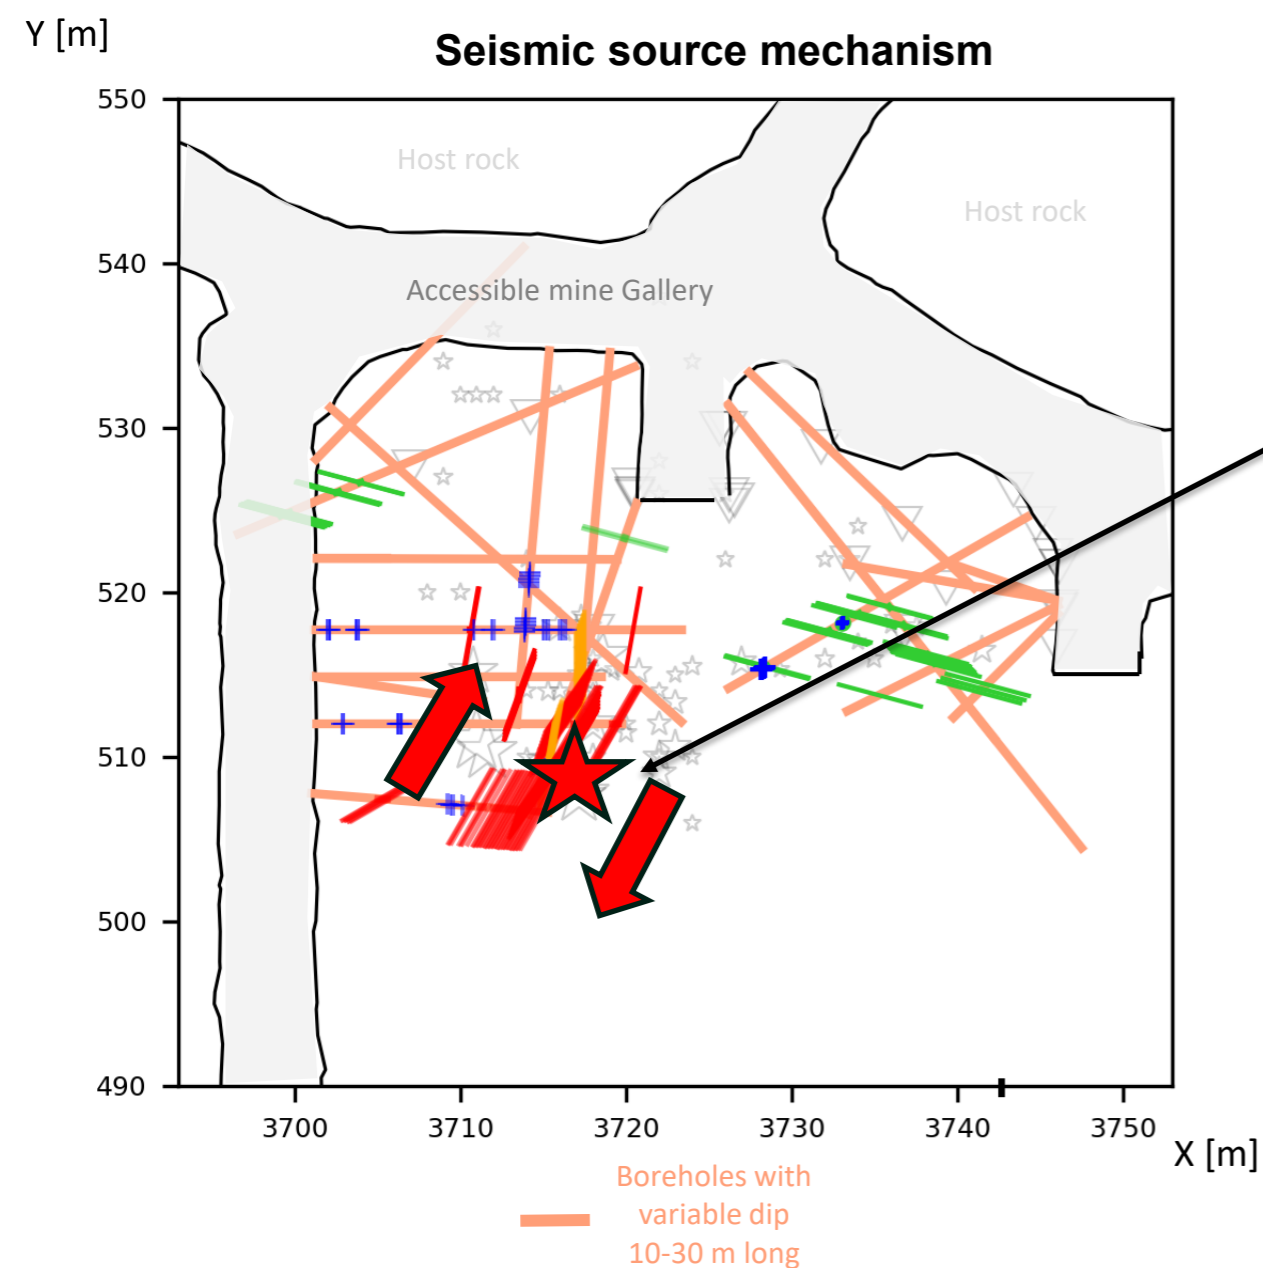 Y [m]
Seismic source mechanism
550
Host rock
Host rock
540
Accessible mine Gallery
530
520
510
500
490
3700
3710
3720
3730
3740
3750
X [m]
Boreholes with
variable dip
10-30 m long